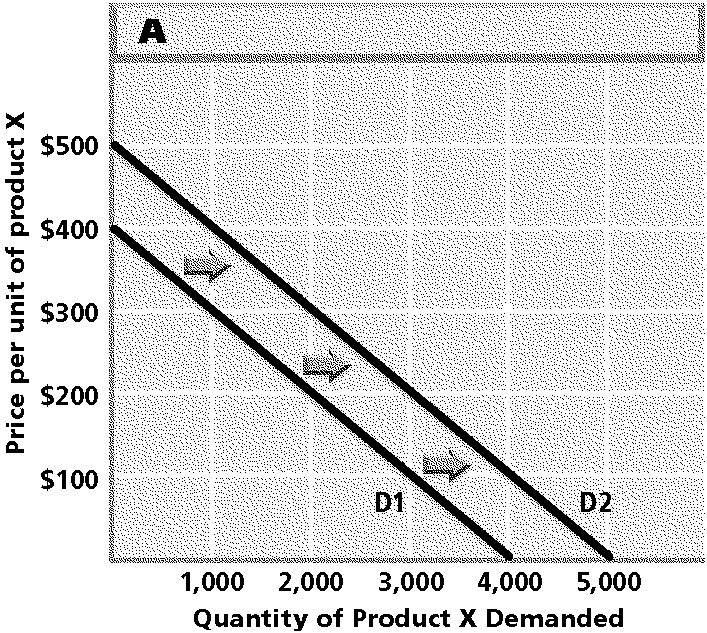 A
Price per unit of product X
$500
$400
$300
$200
$100
D1
D2
1,000
2,000
3,000
4,000
5,000
Quantity of Product X Demanded